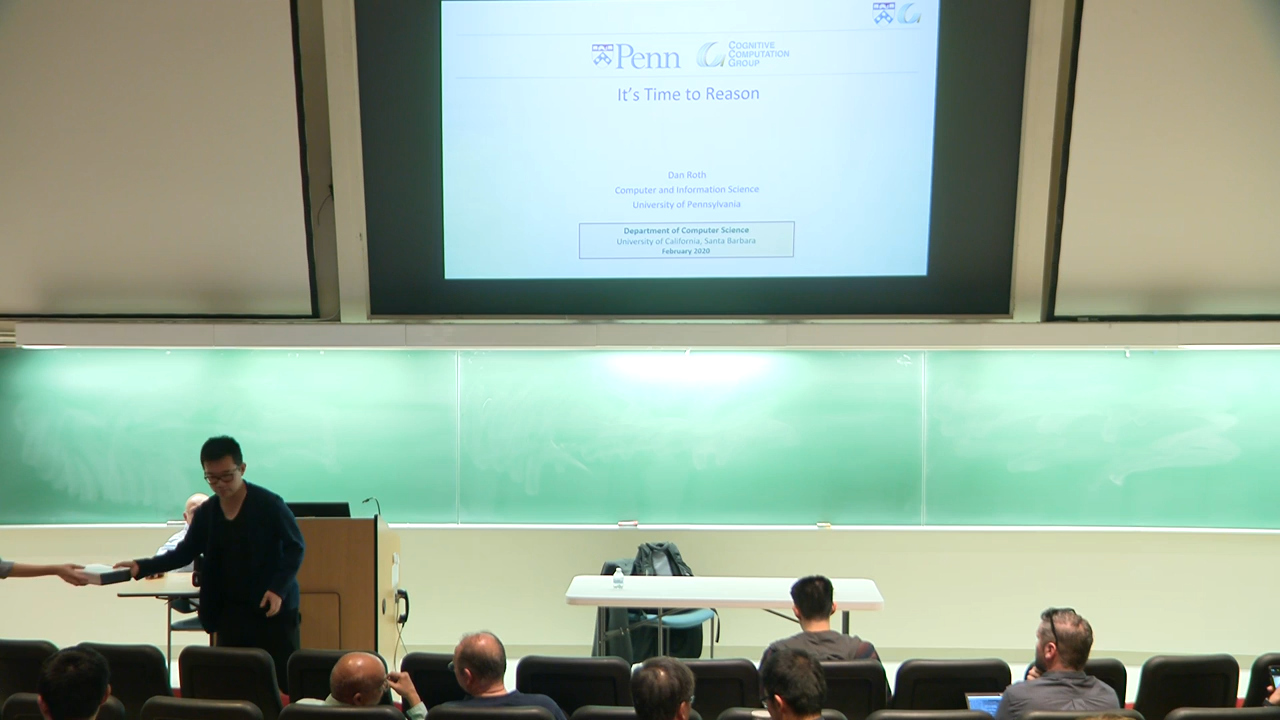 Penn
COGNITIVE
COMPUTATION
GROUP
It's Time to Reason
Dan Roth
Computer and Information Science
University of Pennsylvania
Department of Computer Science
University of California, Santa Barbara
February 2020